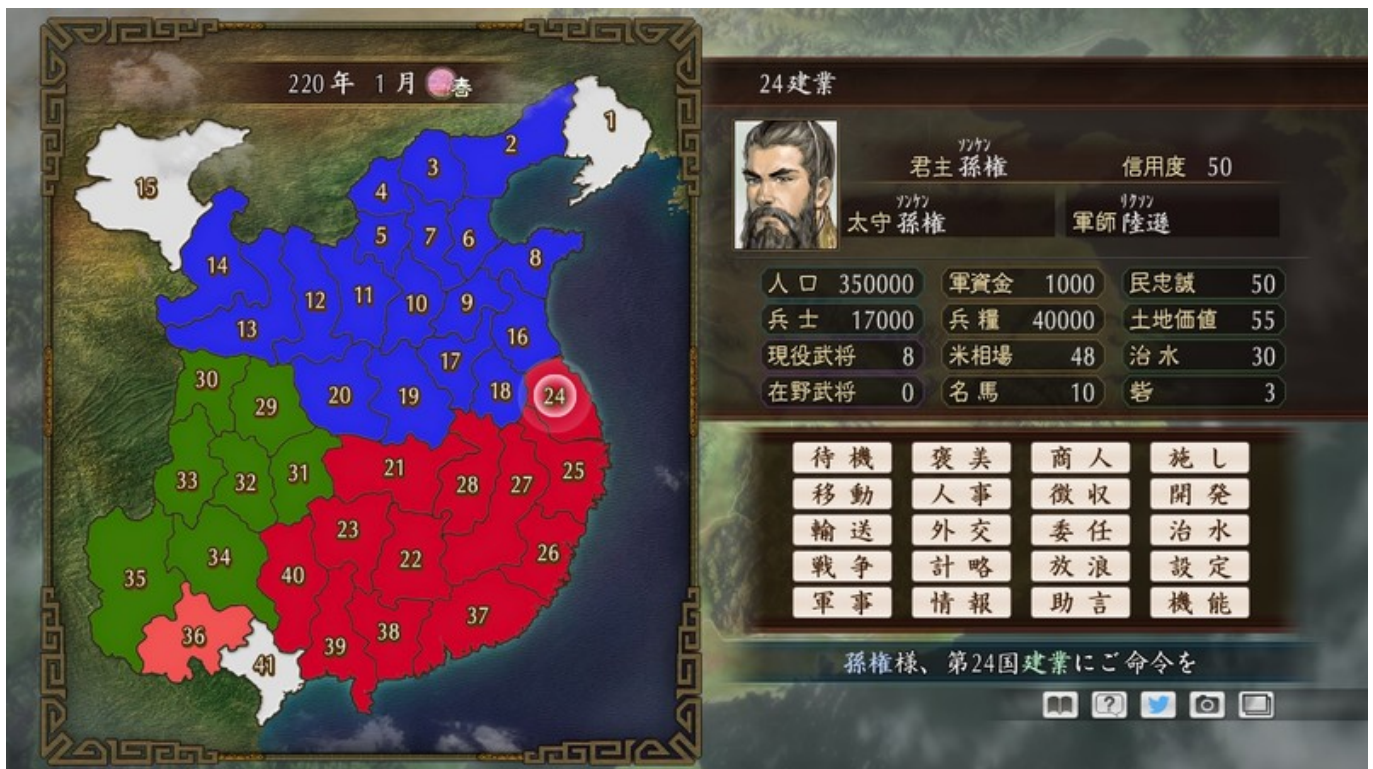 220年 1月 春
1
2
3
4
15
5
7
6
8
14
12
11
10
9
13
16
17
30
20
19
18
24
29
21
25
33
32
31
28
27
23
26
34
22
35
40
37
36
38
39
41
24建業
ソンケン
君主 孫権 信用度 50
ソンケン リクソン
太守 孫権 軍師 陸遜
人口 350000 軍資金 1000 民忠誠 50
兵士 17000 兵糧 40000 土地価値 55
現役武将 8 米相場 48 治水 30
在野武将 0 名馬 10 砦 3
待機 褒美 商人 施し
移動 人事 徴収 開発
輸送 外交 委任 治水
戦争 計略 放浪 設定
軍事 情報 助言 機能
孫権様、第24国建業にご命令を
?